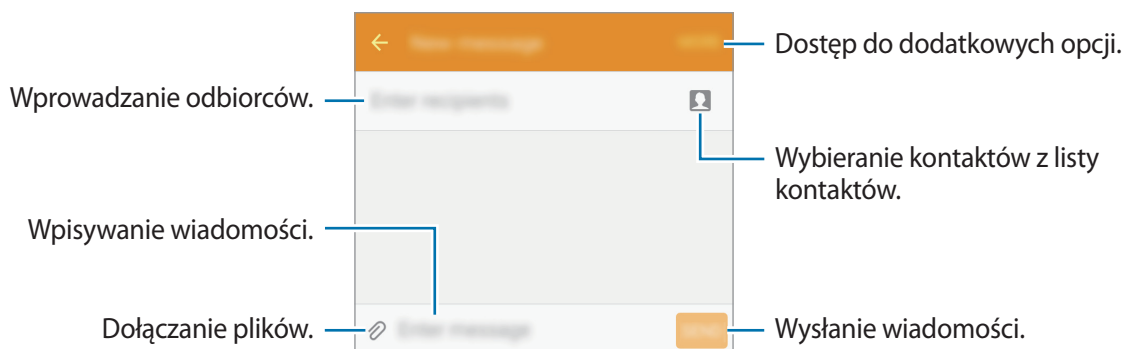 Dostęp do dodatkowych opcji.
Wprowadzanie odbiorców.
Wybieranie kontaktów z listy
kontaktów.
Wpisywanie wiadomości.
Dołączanie plików.
Wysłanie wiadomości.